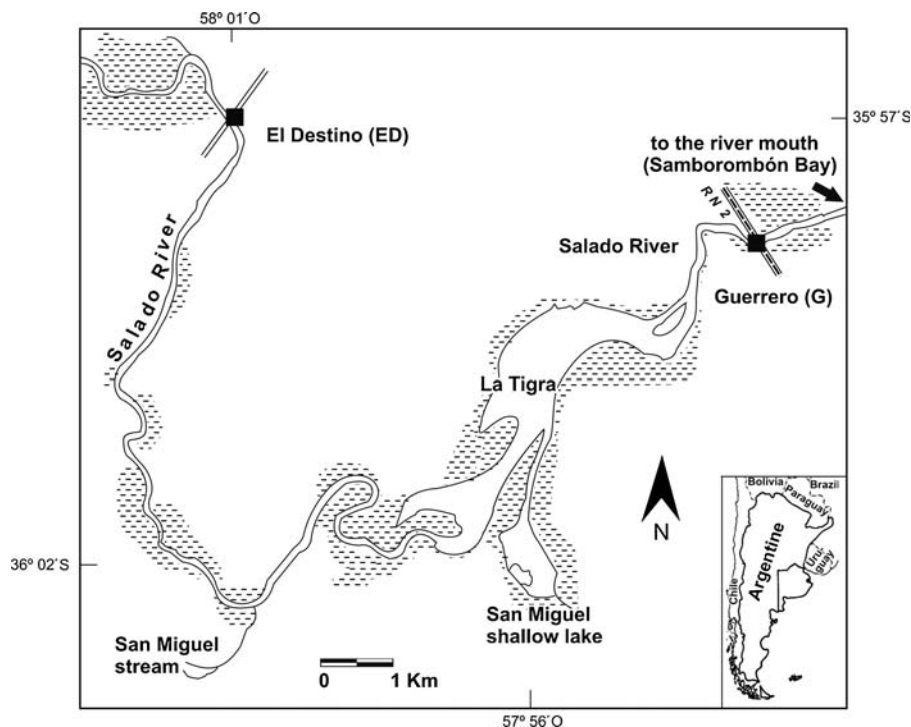 58º 01´O
El Destino (ED)
35º 57´S
to the river mouth
(Samborombón Bay)
RN 2
Salado River
Salado River
Guerrero (G)
La Tigra
N
Bolivia
Paraguay
Brazil
Uru-
guay
Argentine
Chile
36º 02´S
San Miguel
shallow lake
San Miguel
stream
0 1 Km
57º 56´O